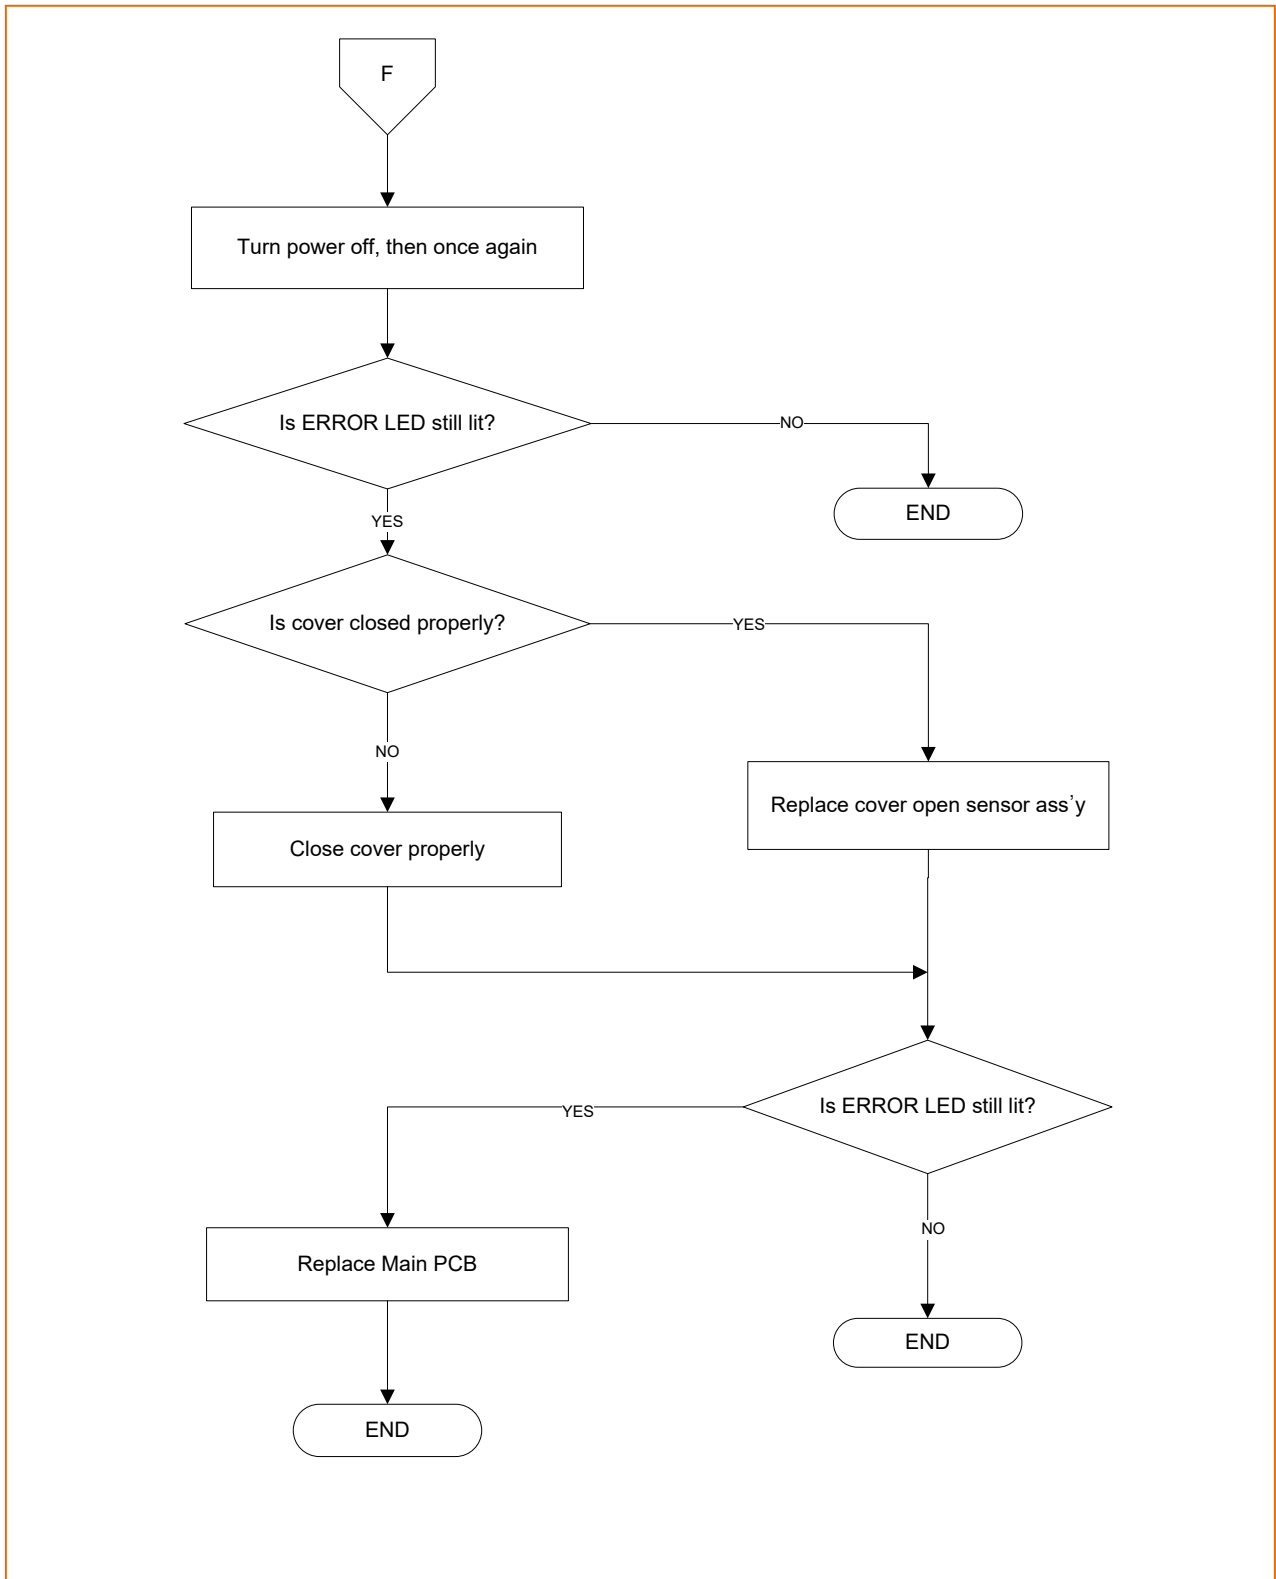 F
Turn power off, then once again
Is ERROR LED still lit?
NO
END
YES
Is cover closed properly?
YES
NO
Replace cover open sensor ass’y
Close cover properly
Is ERROR LED still lit?
YES
NO
Replace Main PCB
END
END